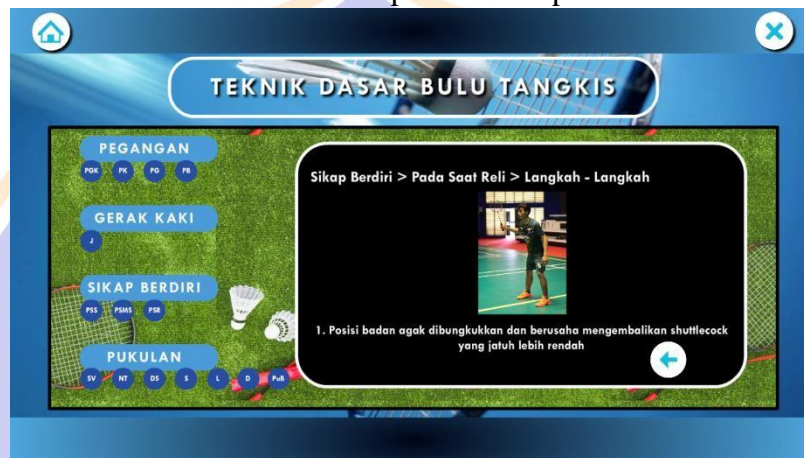 TEKNIK DASAR BULU TANGKIS
PEGANGAN
PGK PK PG PB
GERAK KAKI
J
SIKAP BERDIRI
PSS PSMS PSR
PUKULAN
SV NT DS S L D PuB
Sikap Berdiri > Pada Saat Reli > Langkah - Langkah
1. Posisi badan agak dibungkukkan dan berusaha mengembalikan shuttlecock
yang jatuh lebih rendah